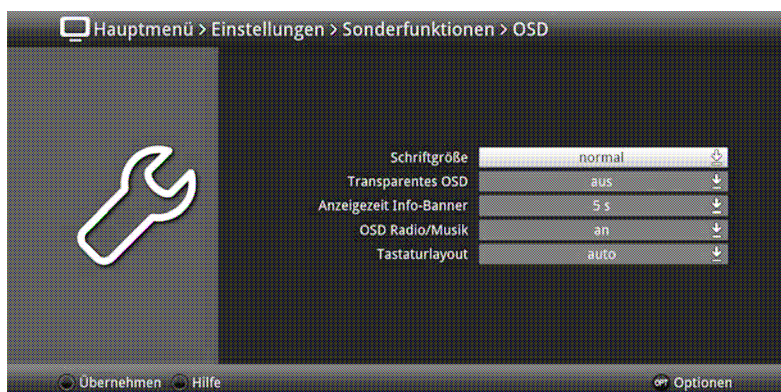 Hauptmenü > Einstellungen > Sonderfunktionen > OSD
Schriftgröße normal
Transparentes OSD aus
Anzeigezeit Info-Banner 5 s
OSD Radio/Musik an
Tastaturlayout auto
Übernehmen Hilfe OPT Optionen